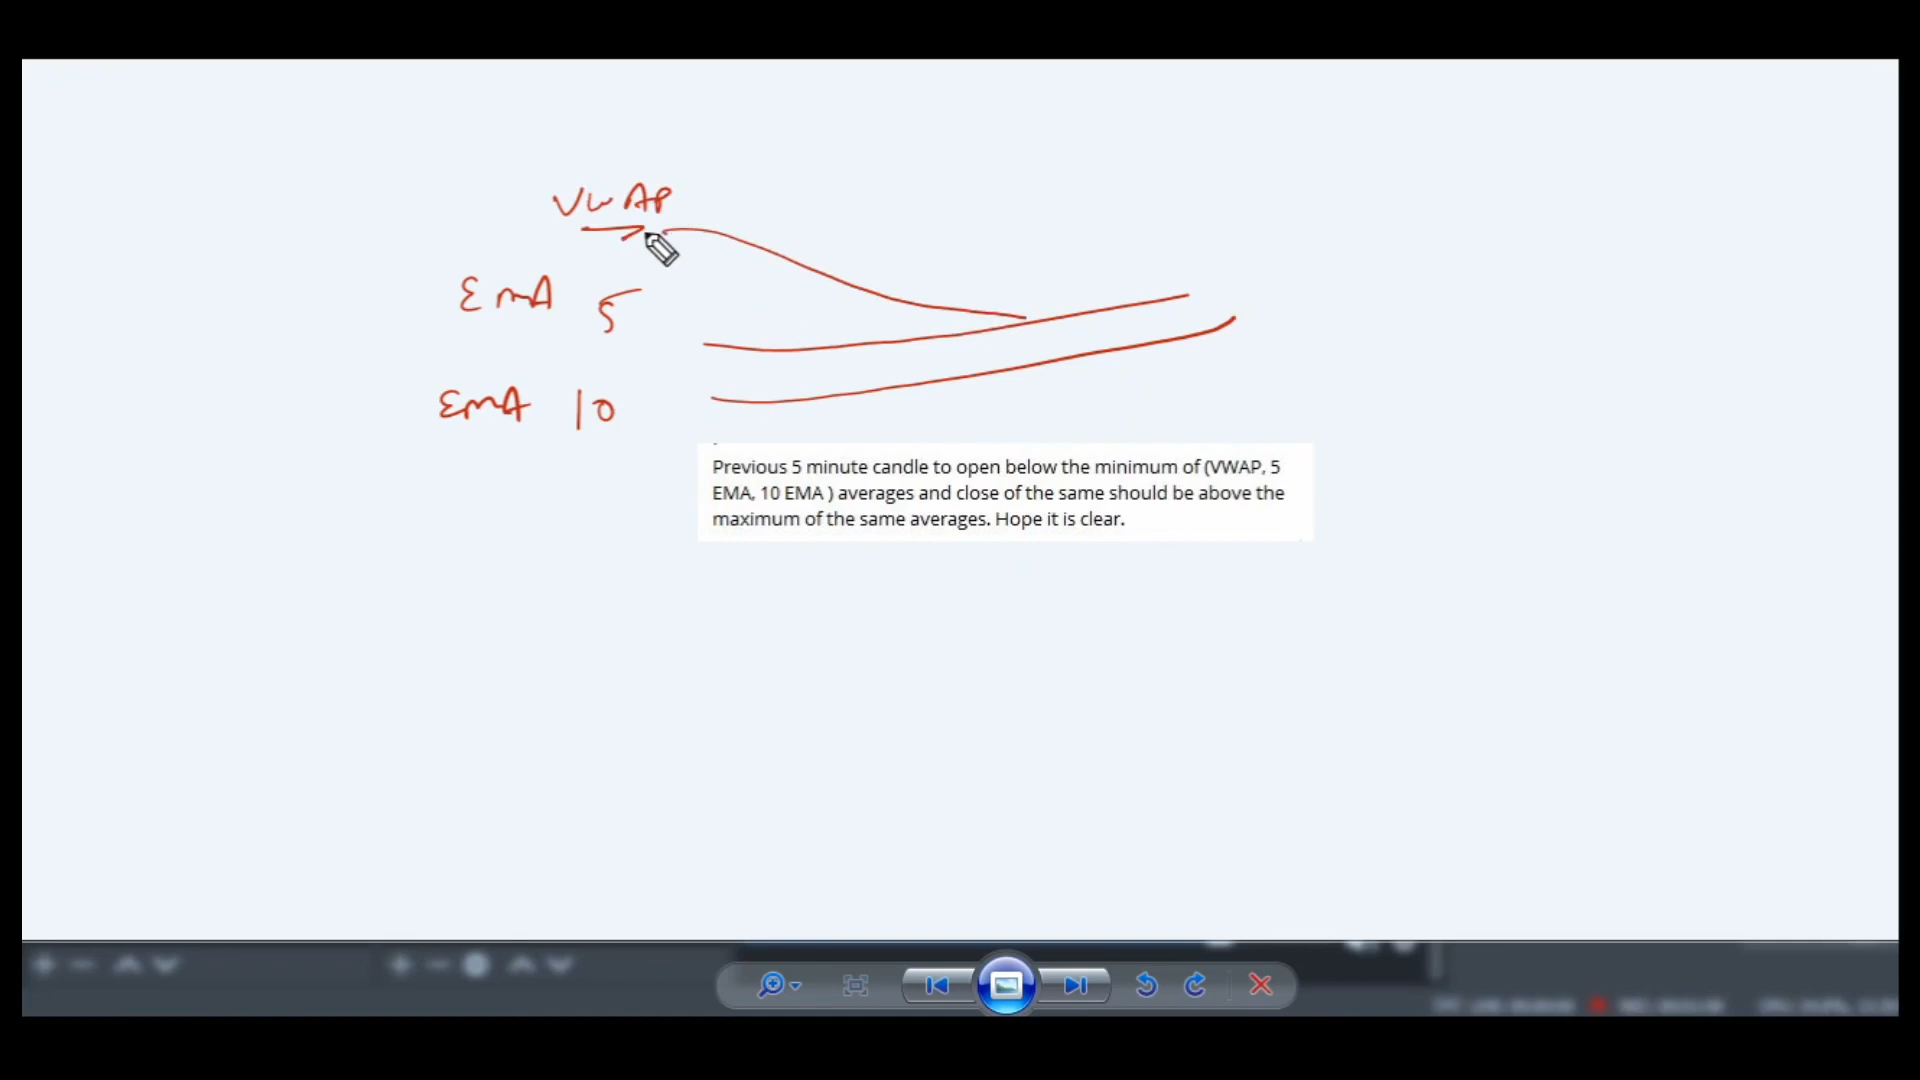 VWAP
EMA 5
EMA 10
Previous 5 minute candle to open below the minimum of (VWAP, 5
EMA, 10 EMA ) averages and close of the same should be above the
maximum of the same averages. Hope it is clear.